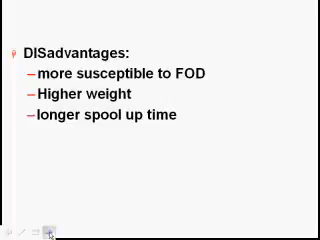 DISadvantages:
–more susceptible to FOD
–Higher weight
–longer spool up time